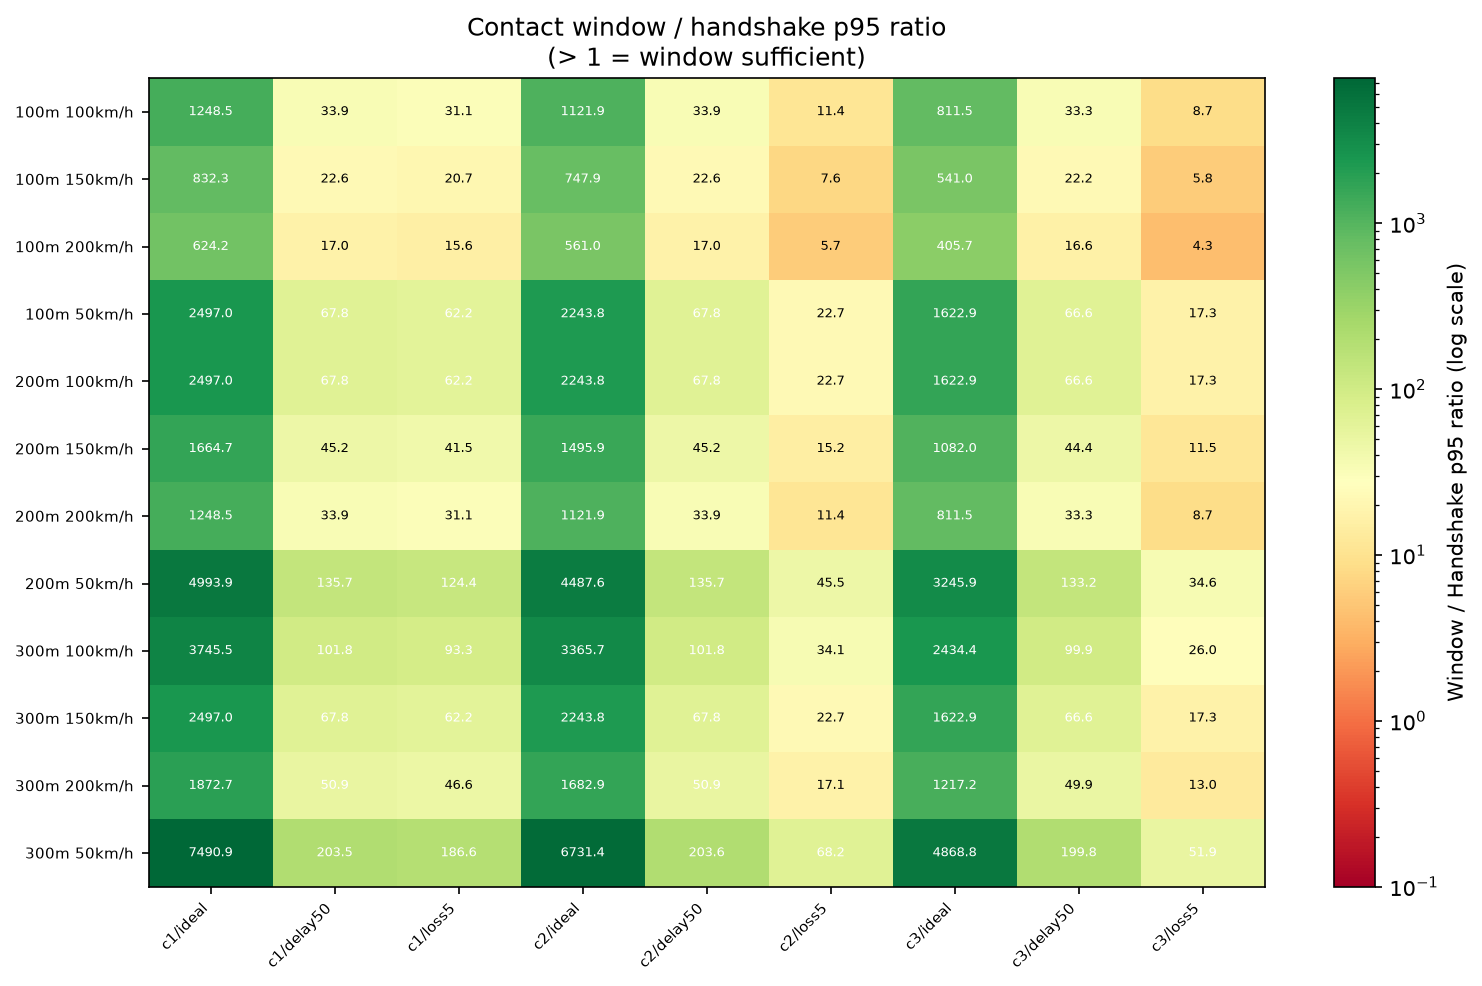 Contact window / handshake p95 ratio
(> 1 = window sufficient)
100m 100km/h 1248.5 33.9 31.1 1121.9 33.9 11.4 811.5 33.3 8.7
100m 150km/h 832.3 22.6 20.7 747.9 22.6 7.6 541.0 22.2 5.8
100m 200km/h 624.2 17.0 15.6 561.0 17.0 5.7 405.7 16.6 4.3
100m 50km/h 2497.0 67.8 62.2 2243.8 67.8 22.7 1622.9 66.6 17.3
200m 100km/h 2497.0 67.8 62.2 2243.8 67.8 22.7 1622.9 66.6 17.3
200m 150km/h 1664.7 45.2 41.5 1495.9 45.2 15.2 1082.0 44.4 11.5
200m 200km/h 1248.5 33.9 31.1 1121.9 33.9 11.4 811.5 33.3 8.7
200m 50km/h 4993.9 135.7 124.4 4487.6 135.7 45.5 3245.9 133.2 34.6
300m 100km/h 3745.5 101.8 93.3 3365.7 101.8 34.1 2434.4 99.9 26.0
300m 150km/h 2497.0 67.8 62.2 2243.8 67.8 22.7 1622.9 66.6 17.3
300m 200km/h 1872.7 50.9 46.6 1682.9 50.9 17.1 1217.2 49.9 13.0
300m 50km/h 7490.9 203.5 186.6 6731.4 203.6 68.2 4868.8 199.8 51.9
c1/ideal c1/delay50 c1/loss5 c2/ideal c2/delay50 c2/loss5 c3/ideal c3/delay50 c3/loss5
10³
10²
10¹
10⁰
10⁻¹
Window / Handshake p95 ratio (log scale)